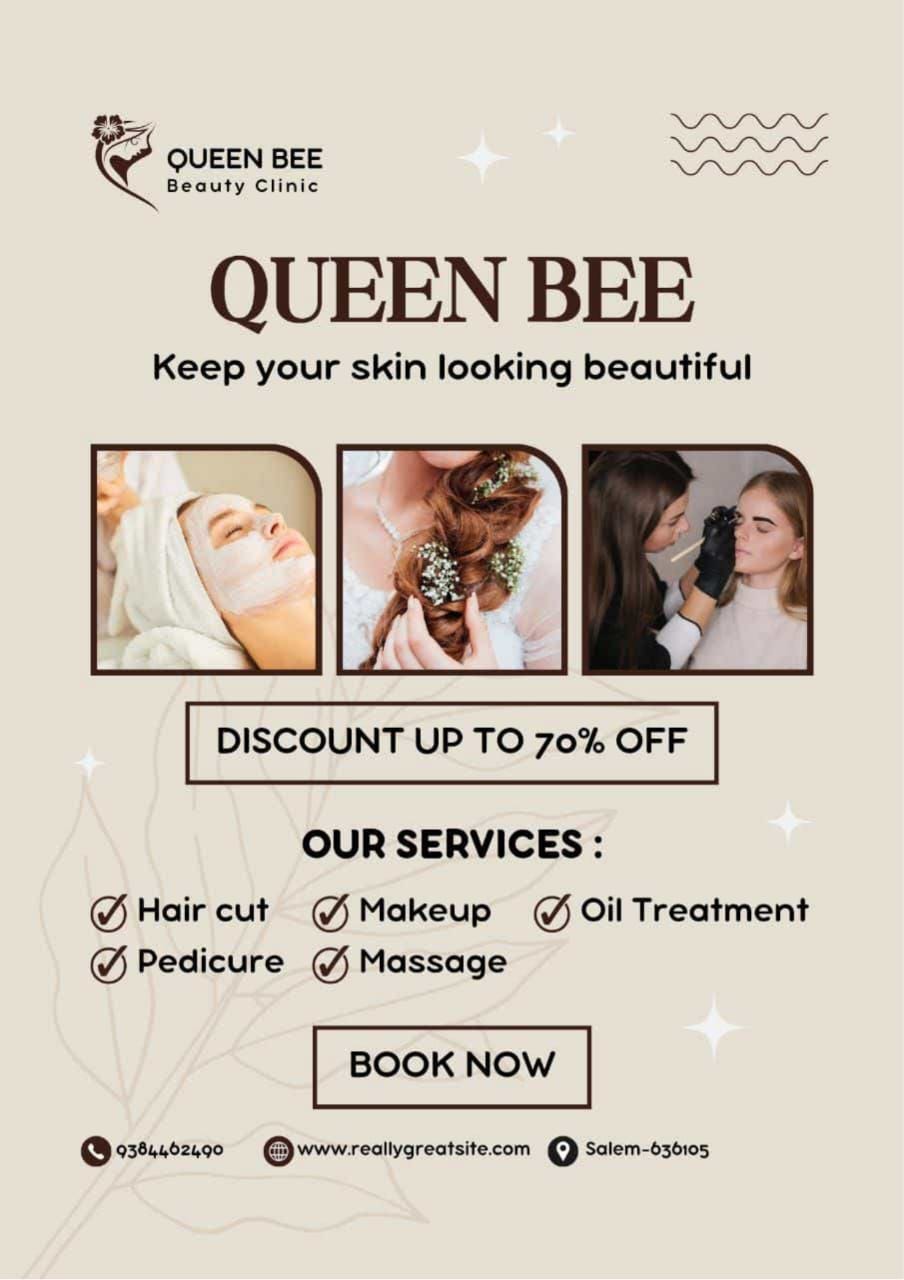 QUEEN BEE
Beauty Clinic
QUEEN BEE
Keep your skin looking beautiful
DISCOUNT UP TO 70% OFF
OUR SERVICES :
Hair cut Makeup Oil Treatment
Pedicure Massage
BOOK NOW
9384462490 www.reallygreatsite.com Salem-636105